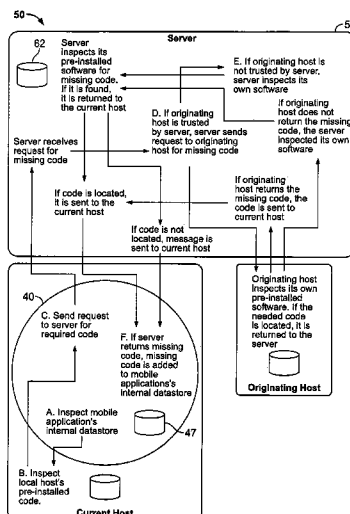 50
5
Server
62
Server
inspects its
pre-installed
software for
missing code.
If it is found,
it is returned to
the current host
E. If originating host is
not trusted by server,
server inspects its
own software
D. If originating
host is trusted
by server, server sends
request to originating
host for missing code
If originating
host does not
return the missing
code, the server
inspected its own
software
Server receives
request for
missing code
If originating
host returns the
missing code, the
code is sent to
current host
If code is located,
it is sent to the
current host
If code is not
located, message is
sent to current host
40
C. Send request
to server for
required code
F. If server
returns missing
code, missing
code is added
to mobile
applications's
internal datastore
A. Inspect mobile
application's
internal datastore
47
B. Inspect
local host's
pre-installed
code.
Current Host
Originating host
Inspects its own
pre-installed
software. If the
needed code
is located, it is
returned to the
server
Originating Host